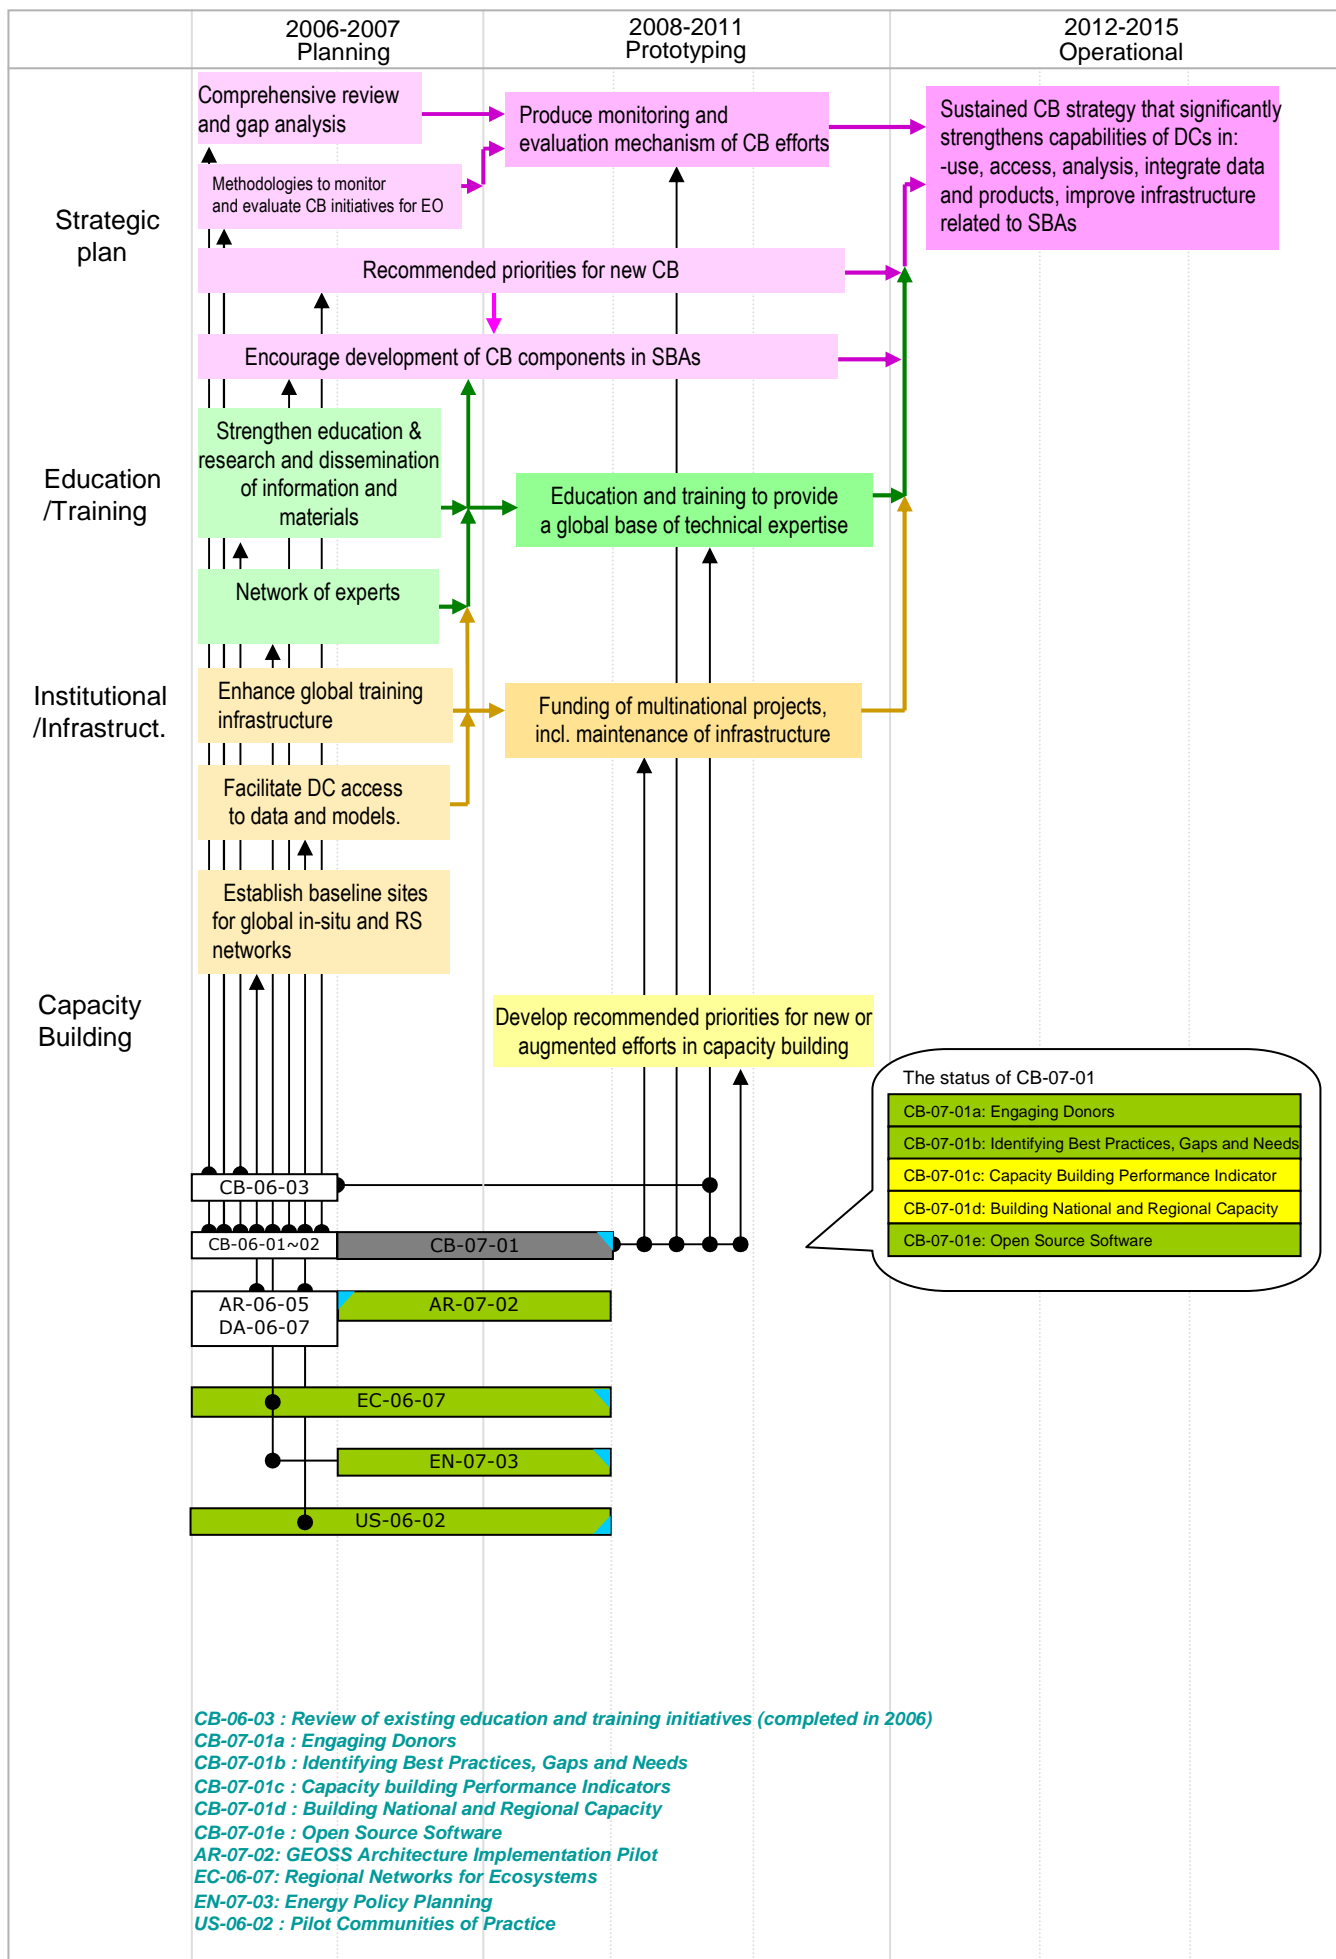 2006-2007
Planning
2008-2011
Prototyping
2012-2015
Operational
Strategic
plan
Comprehensive review
and gap analysis
Methodologies to monitor
and evaluate CB initiatives for EO
Produce monitoring and
evaluation mechanism of CB efforts
Sustained CB strategy that significantly
strengthens capabilities of DCs in:
-use, access, analysis, integrate data
and products, improve infrastructure
related to SBAs
Recommended priorities for new CB
Encourage development of CB components in SBAs
Education
/Training
Strengthen education &
research and dissemination
of information and
materials
Education and training to provide
a global base of technical expertise
Network of experts
Institutional
/Infrastruct.
Enhance global training
infrastructure
Funding of multinational projects,
incl. maintenance of infrastructure
Facilitate DC access
to data and models.
Establish baseline sites
for global in-situ and RS
networks
Capacity
Building
Develop recommended priorities for new or
augmented efforts in capacity building
The status of CB-07-01
CB-07-01a: Engaging Donors
CB-07-01b: Identifying Best Practices, Gaps and Needs
CB-07-01c: Capacity Building Performance Indicator
CB-07-01d: Building National and Regional Capacity
CB-07-01e: Open Source Software
CB-06-03
CB-06-01~02
CB-07-01
AR-06-05
DA-06-07
AR-07-02
EC-06-07
EN-07-03
US-06-02
CB-06-03 : Review of existing education and training initiatives (completed in 2006)
CB-07-01a : Engaging Donors
CB-07-01b : Identifying Best Practices, Gaps and Needs
CB-07-01c : Capacity building Performance Indicators
CB-07-01d : Building National and Regional Capacity
CB-07-01e : Open Source Software
AR-07-02: GEOSS Architecture Implementation Pilot
EC-06-07: Regional Networks for Ecosystems
EN-07-03: Energy Policy Planning
US-06-02 : Pilot Communities of Practice